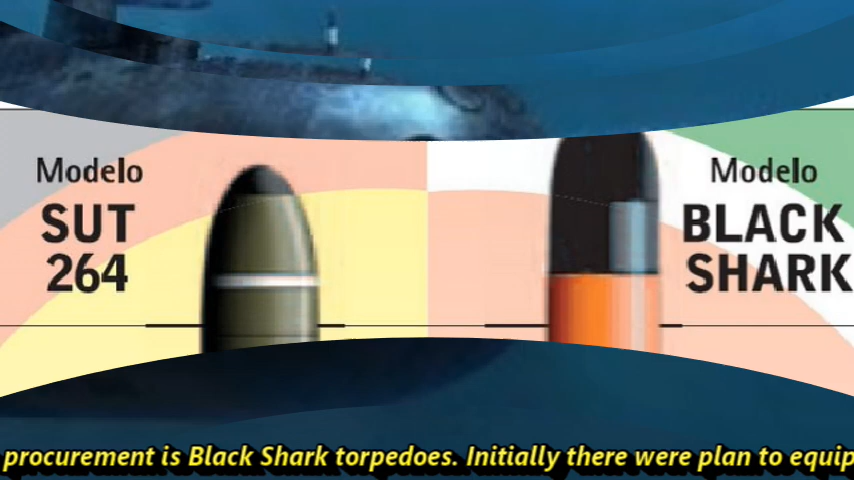 Modelo
SUT
264
Modelo
BLACK
SHARK
procurement is Black Shark torpedoes. Initially there were plan to equip